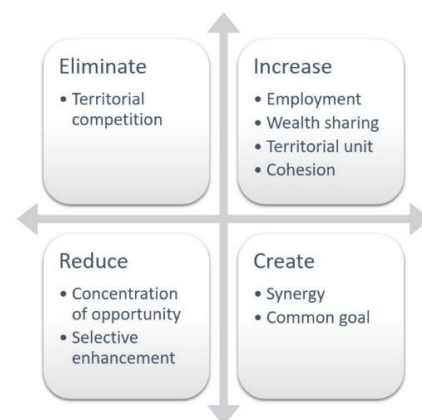 Eliminate
• Territorial
competition
Increase
• Employment
• Wealth sharing
• Territorial unit
• Cohesion
Reduce
• Concentration
of opportunity
• Selective
enhancement
Create
• Synergy
• Common goal